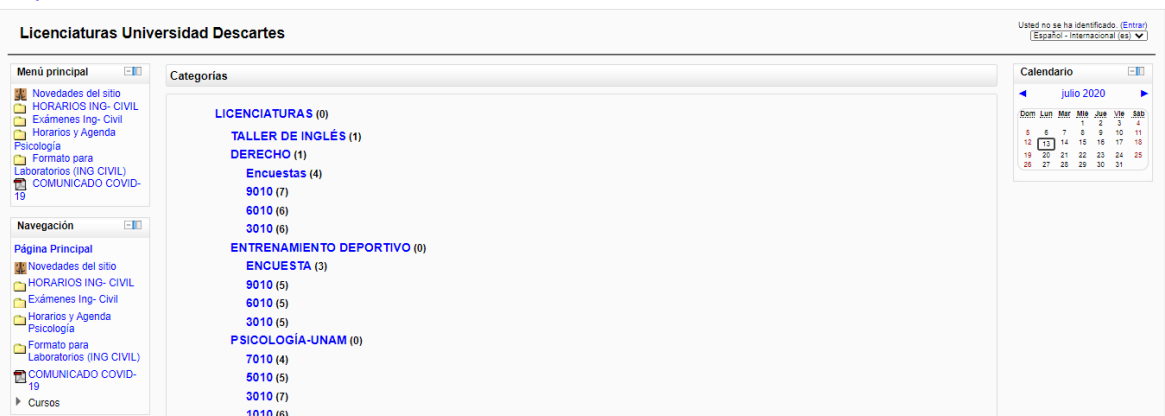 Licenciaturas Universidad Descartes
Usted no se ha identificado. (Entrar)
Español - Internacional (es)
Menú principal
Novedades del sitio
HORARIOS ING- CIVIL
Exámenes Ing- Civil
Horarios y Agenda
Psicología
Formato para
Laboratorios (ING CIVIL)
COMUNICADO COVID-
19
Navegación
Página Principal
Novedades del sitio
HORARIOS ING- CIVIL
Exámenes Ing- Civil
Horarios y Agenda
Psicología
Formato para
Laboratorios (ING CIVIL)
COMUNICADO COVID-
19
Cursos
Categorías
LICENCIATURAS (0)
TALLER DE INGLÉS (1)
DERECHO (1)
Encuestas (4)
9010 (7)
6010 (6)
3010 (6)
ENTRENAMIENTO DEPORTIVO (0)
ENCUESTA (3)
9010 (5)
6010 (5)
3010 (5)
PSICOLOGÍA-UNAM (0)
7010 (4)
5010 (5)
3010 (7)
1010 (6)
Calendario
julio 2020
Dom Lun Mar Mié Jue Vie Sáb
1 2 3 4
5 6 7 8 9 10 11
12 13 14 15 16 17 18
19 20 21 22 23 24 25
26 27 28 29 30 31